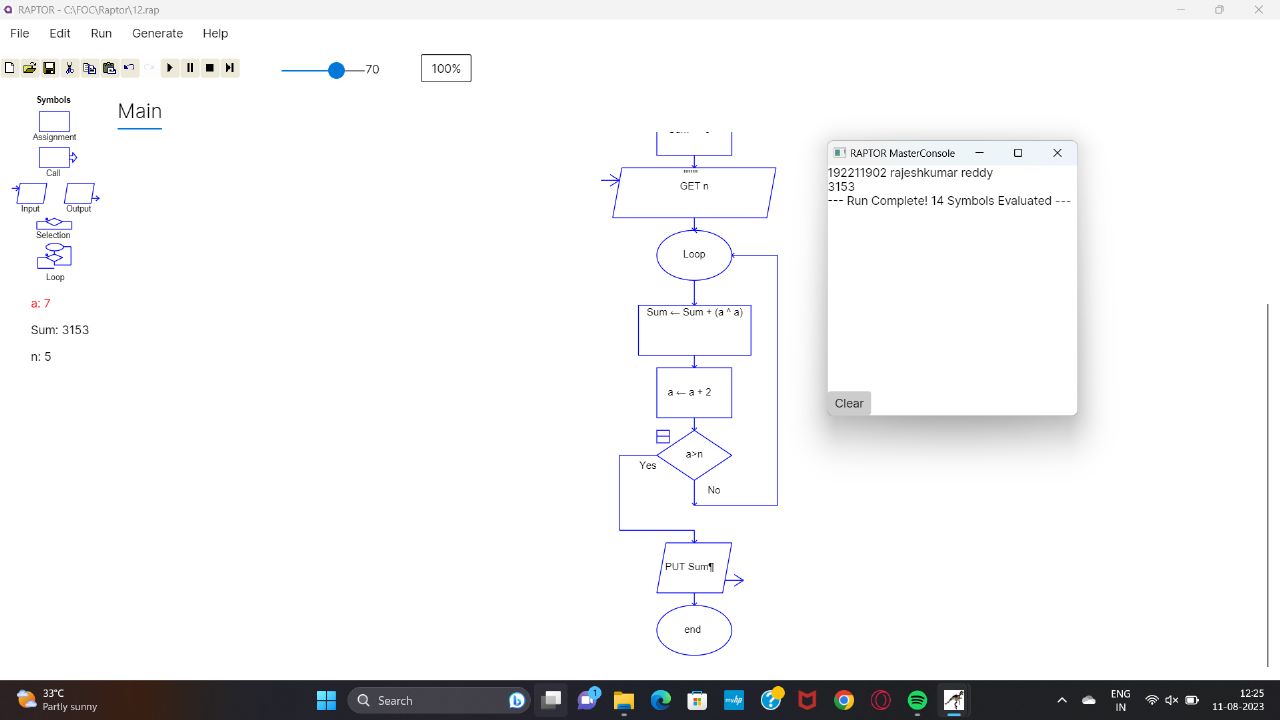 RAPTOR - C:\FOC\Raptor\12.rap
File Edit Run Generate Help
70
100%
Symbols
Main
Assignment
Call
Input Output
Selection
Loop
a: 7
Sum: 3153
n: 5
GET n
Loop
Sum ← Sum + (a ^ a)
a ← a + 2
a>n
Yes
No
PUT Sum¶
end
RAPTOR MasterConsole
192211902 rajeshkumar reddy
3153
--- Run Complete! 14 Symbols Evaluated ---
Clear
33°C
Partly sunny
Search
1
myhp
ENG
IN
12:25
11-08-2023